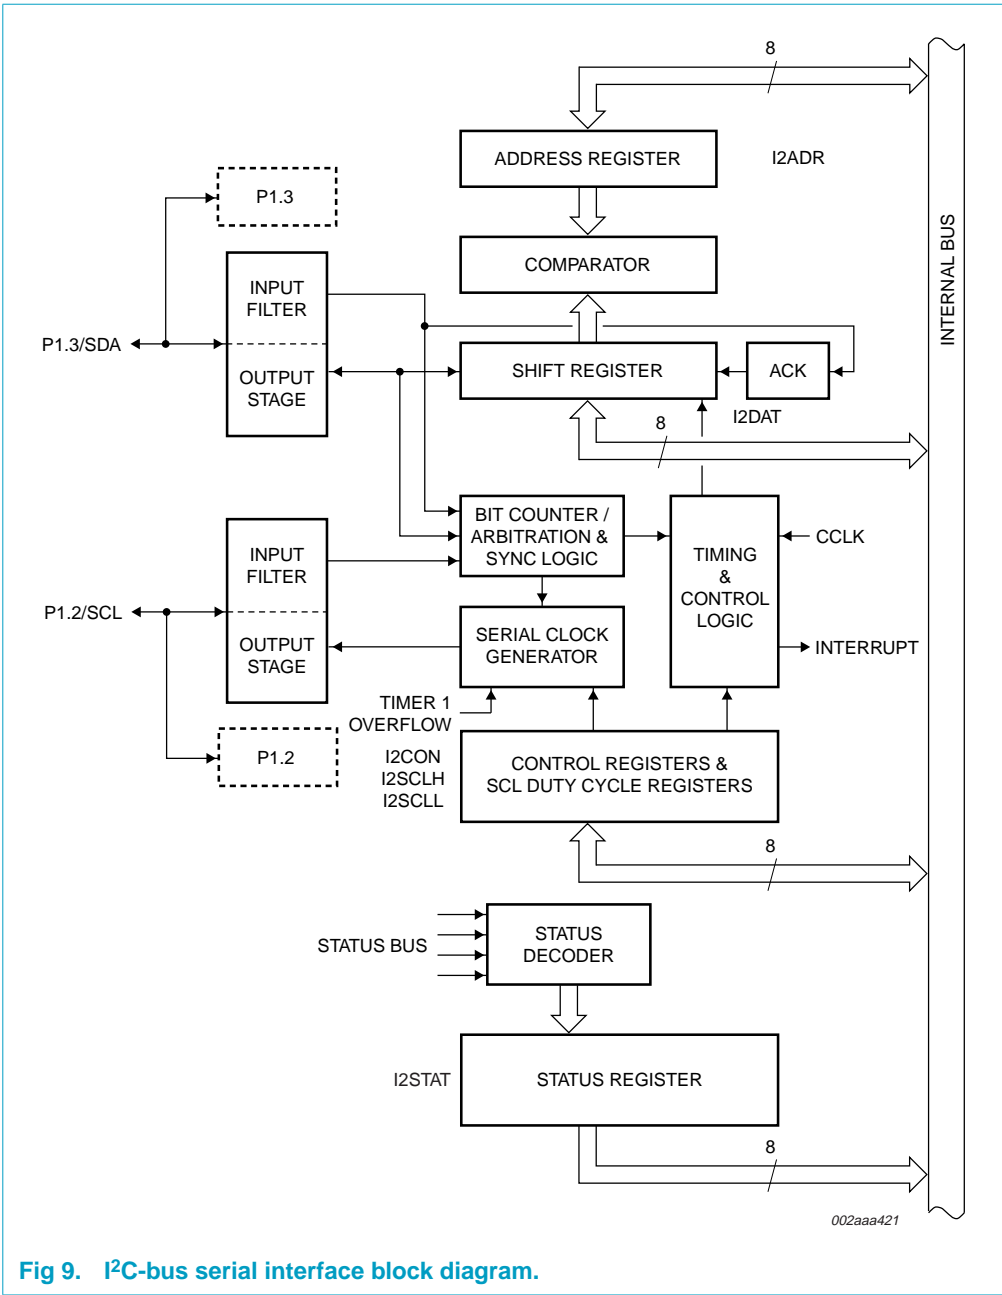 8
ADDRESS REGISTER
I2ADR
P1.3
COMPARATOR
INTERNAL BUS
INPUT
FILTER
P1.3/SDA
OUTPUT
STAGE
SHIFT REGISTER
ACK
I2DAT
8
BIT COUNTER /
ARBITRATION &
SYNC LOGIC
INPUT
FILTER
TIMING
&
CONTROL
LOGIC
CCLK
P1.2/SCL
OUTPUT
STAGE
SERIAL CLOCK
GENERATOR
INTERRUPT
TIMER 1
OVERFLOW
P1.2
I2CON
I2SCLH
I2SCLL
CONTROL REGISTERS &
SCL DUTY CYCLE REGISTERS
8
STATUS BUS
STATUS
DECODER
I2STAT
STATUS REGISTER
8
002aaa421
Fig 9. I2C-bus serial interface block diagram.